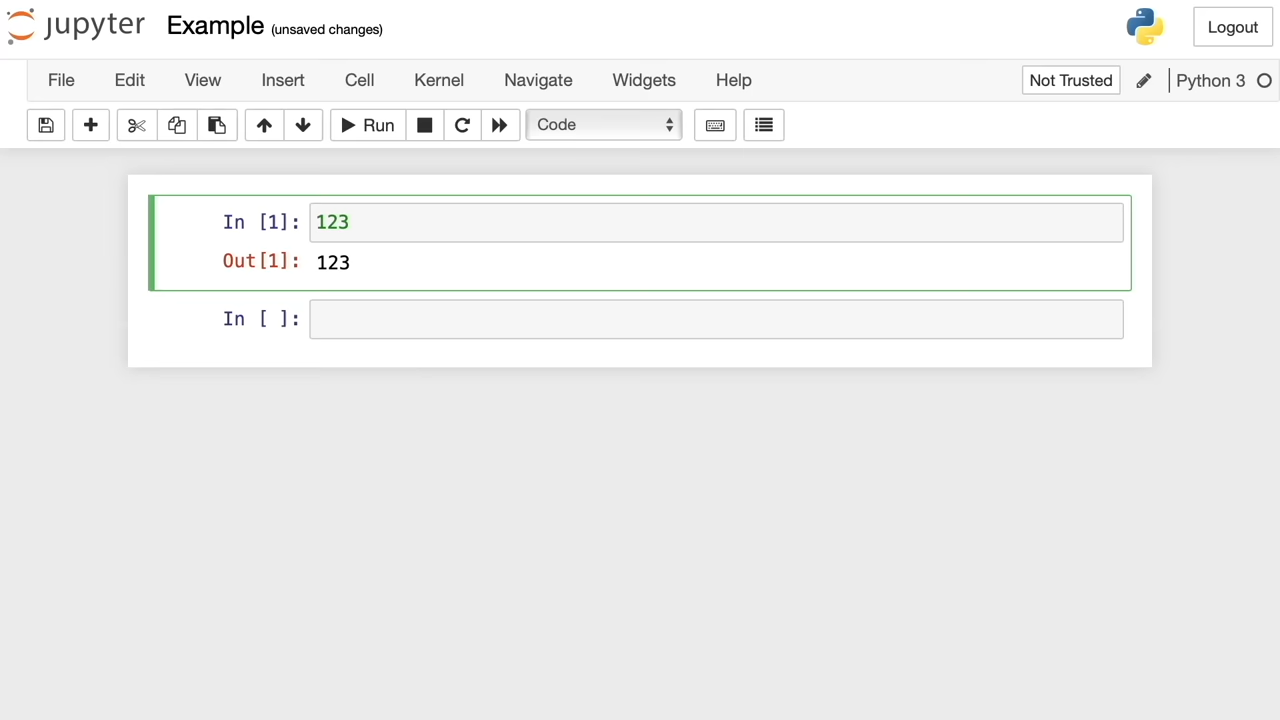 jupyter Example (unsaved changes) Logout
File Edit View Insert Cell Kernel Navigate Widgets Help Not Trusted Python 3
Run Code
In [1]: 123
Out[1]: 123
In [ ]: